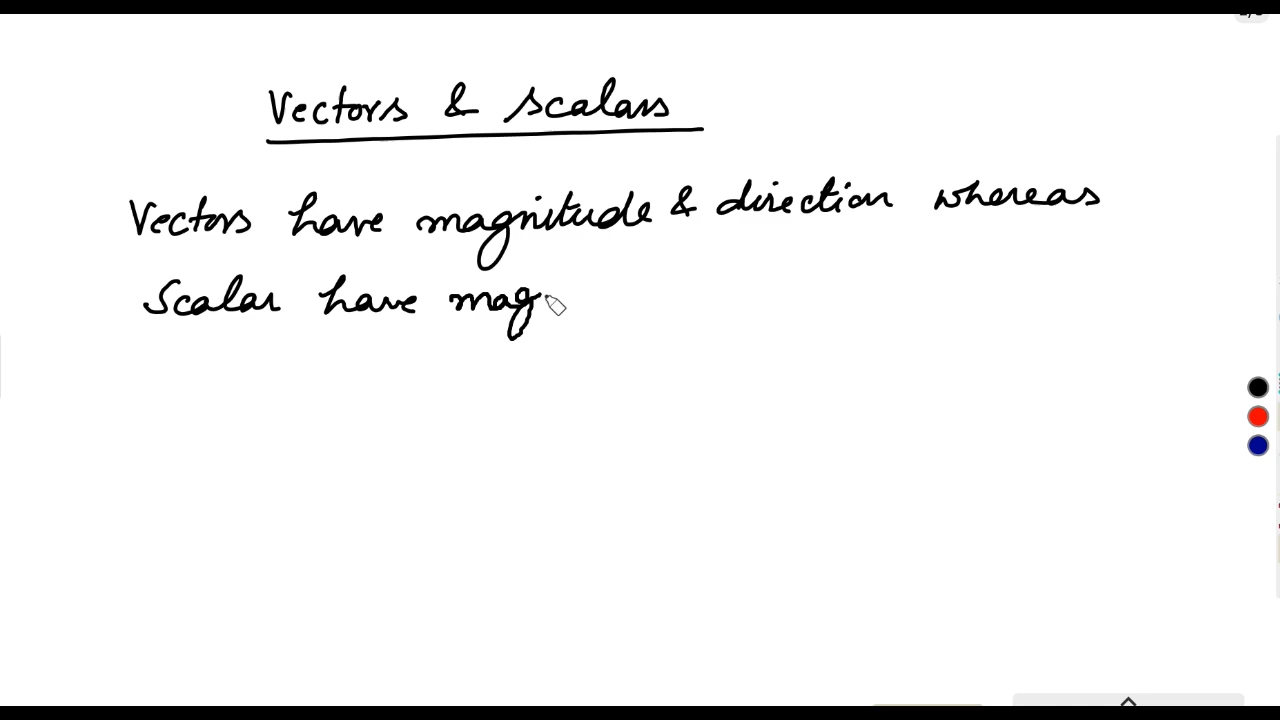 Vectors & scalars
Vectors have magnitude & direction whereas
Scalar have mag